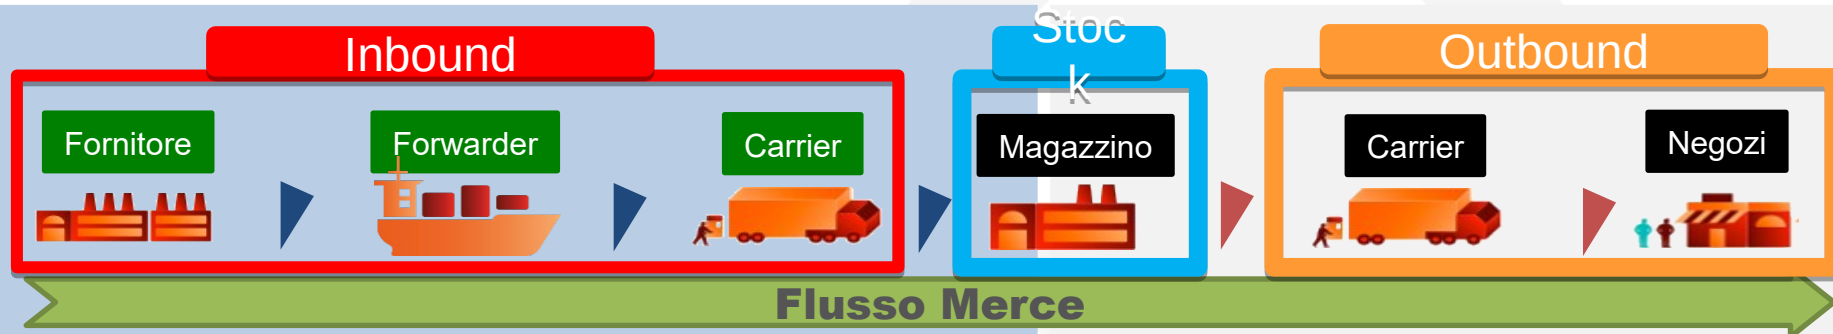 Inbound
Stoc
k
Outbound
Fornitore
Forwarder
Carrier
Magazzino
Carrier
Negozi
Flusso Merce